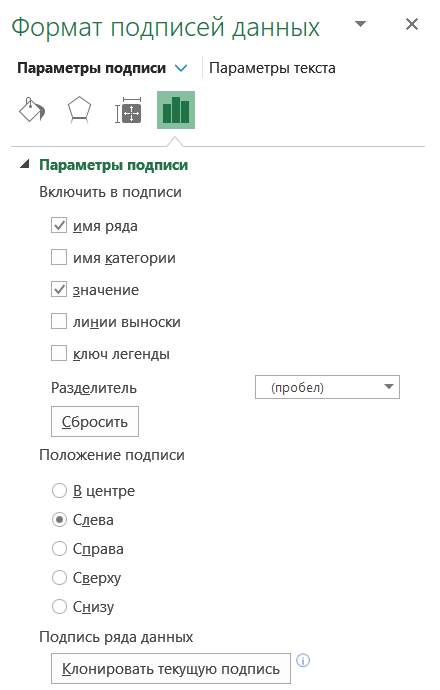 Формат подписей данных
Параметры подписи Параметры текста
Параметры подписи
Включить в подписи
имя ряда
имя категории
значение
линии выноски
ключ легенды
Разделитель (пробел)
Сбросить
Положение подписи
В центре
Слева
Справа
Сверху
Снизу
Подпись ряда данных
Клонировать текущую подпись